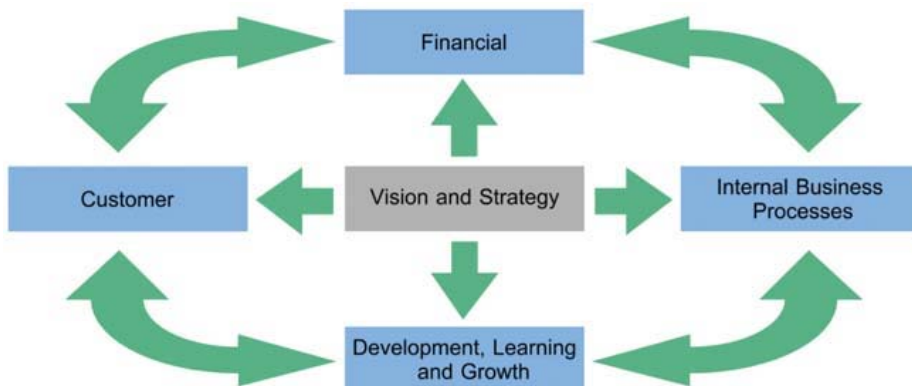 Financial
Customer
Vision and Strategy
Internal Business
Processes
Development, Learning
and Growth